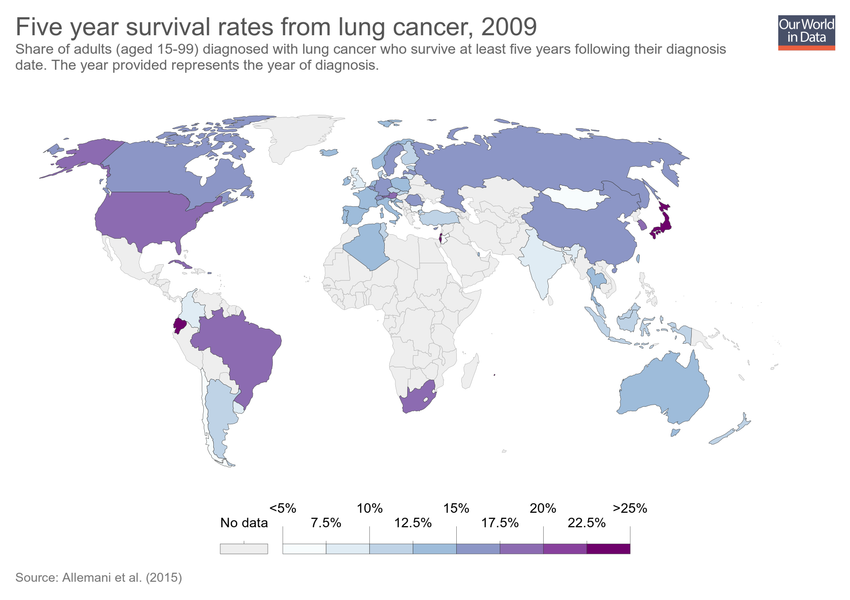 Five year survival rates from lung cancer, 2009
Our World
in Data
Share of adults (aged 15-99) diagnosed with lung cancer who survive at least five years following their diagnosis
date. The year provided represents the year of diagnosis.
<5% 10% 15% 20% >25%
No data 7.5% 12.5% 17.5% 22.5%
Source: Allemani et al. (2015)